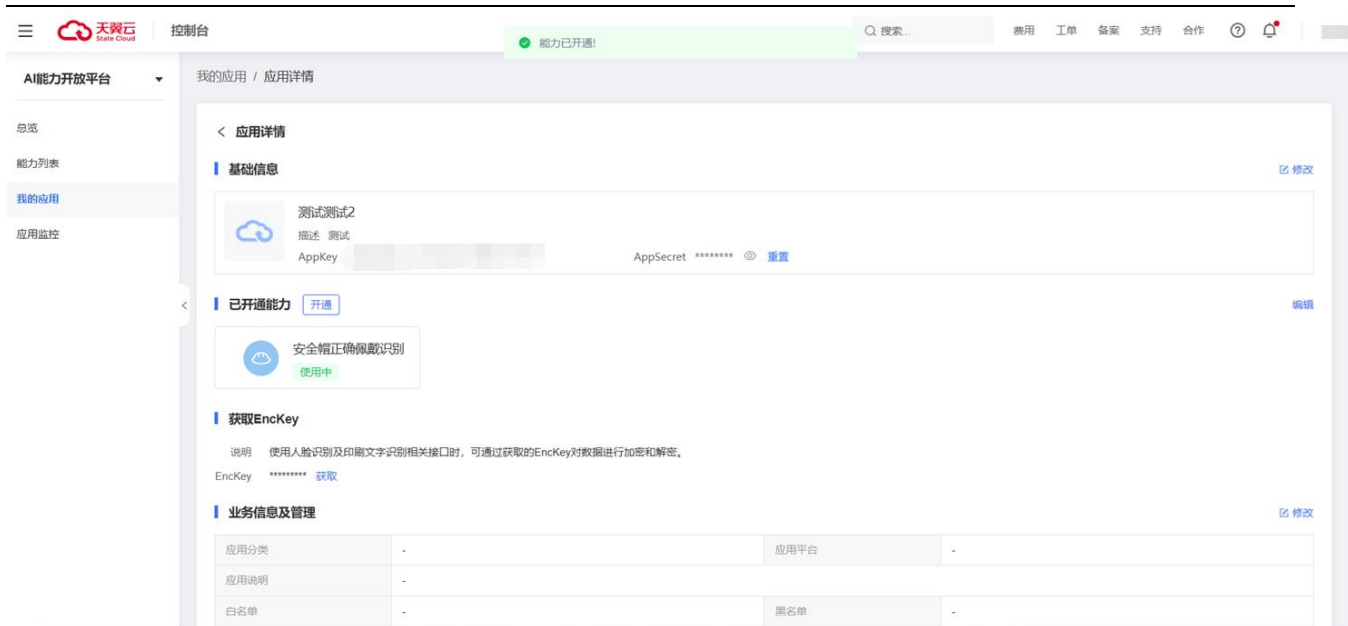 天翼云 State Cloud 控制台 能力已开通! 搜索... 费用 工单 备案 支持 合作
AI能力开放平台
我的应用 / 应用详情
总览
能力列表
我的应用
应用监控
应用详情
基础信息 修改
测试测试2
描述 测试
AppKey AppSecret ******** 重置
已开通能力 开通 编辑
安全帽正确佩戴识别
使用中
获取EncKey
说明 使用人脸识别及印刷文字识别相关接口时，可通过获取的EncKey对数据进行加密和解密。
EncKey ********* 获取
业务信息及管理 修改
应用分类 - 应用平台 -
应用说明 -
白名单 - 黑名单 -